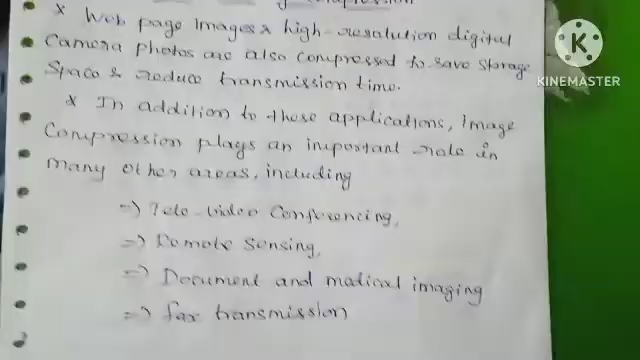 Compression
* Web page Images & high-resolution digital
Camera photos are also compressed to save storage
Space & reduce transmission time.
* In addition to these applications, Image
Compression plays an important role in
many other areas, including
=> Tele-video Conferencing,
=> Remote Sensing,
=> Document and medical imaging
=> fax transmission
KINEMASTER